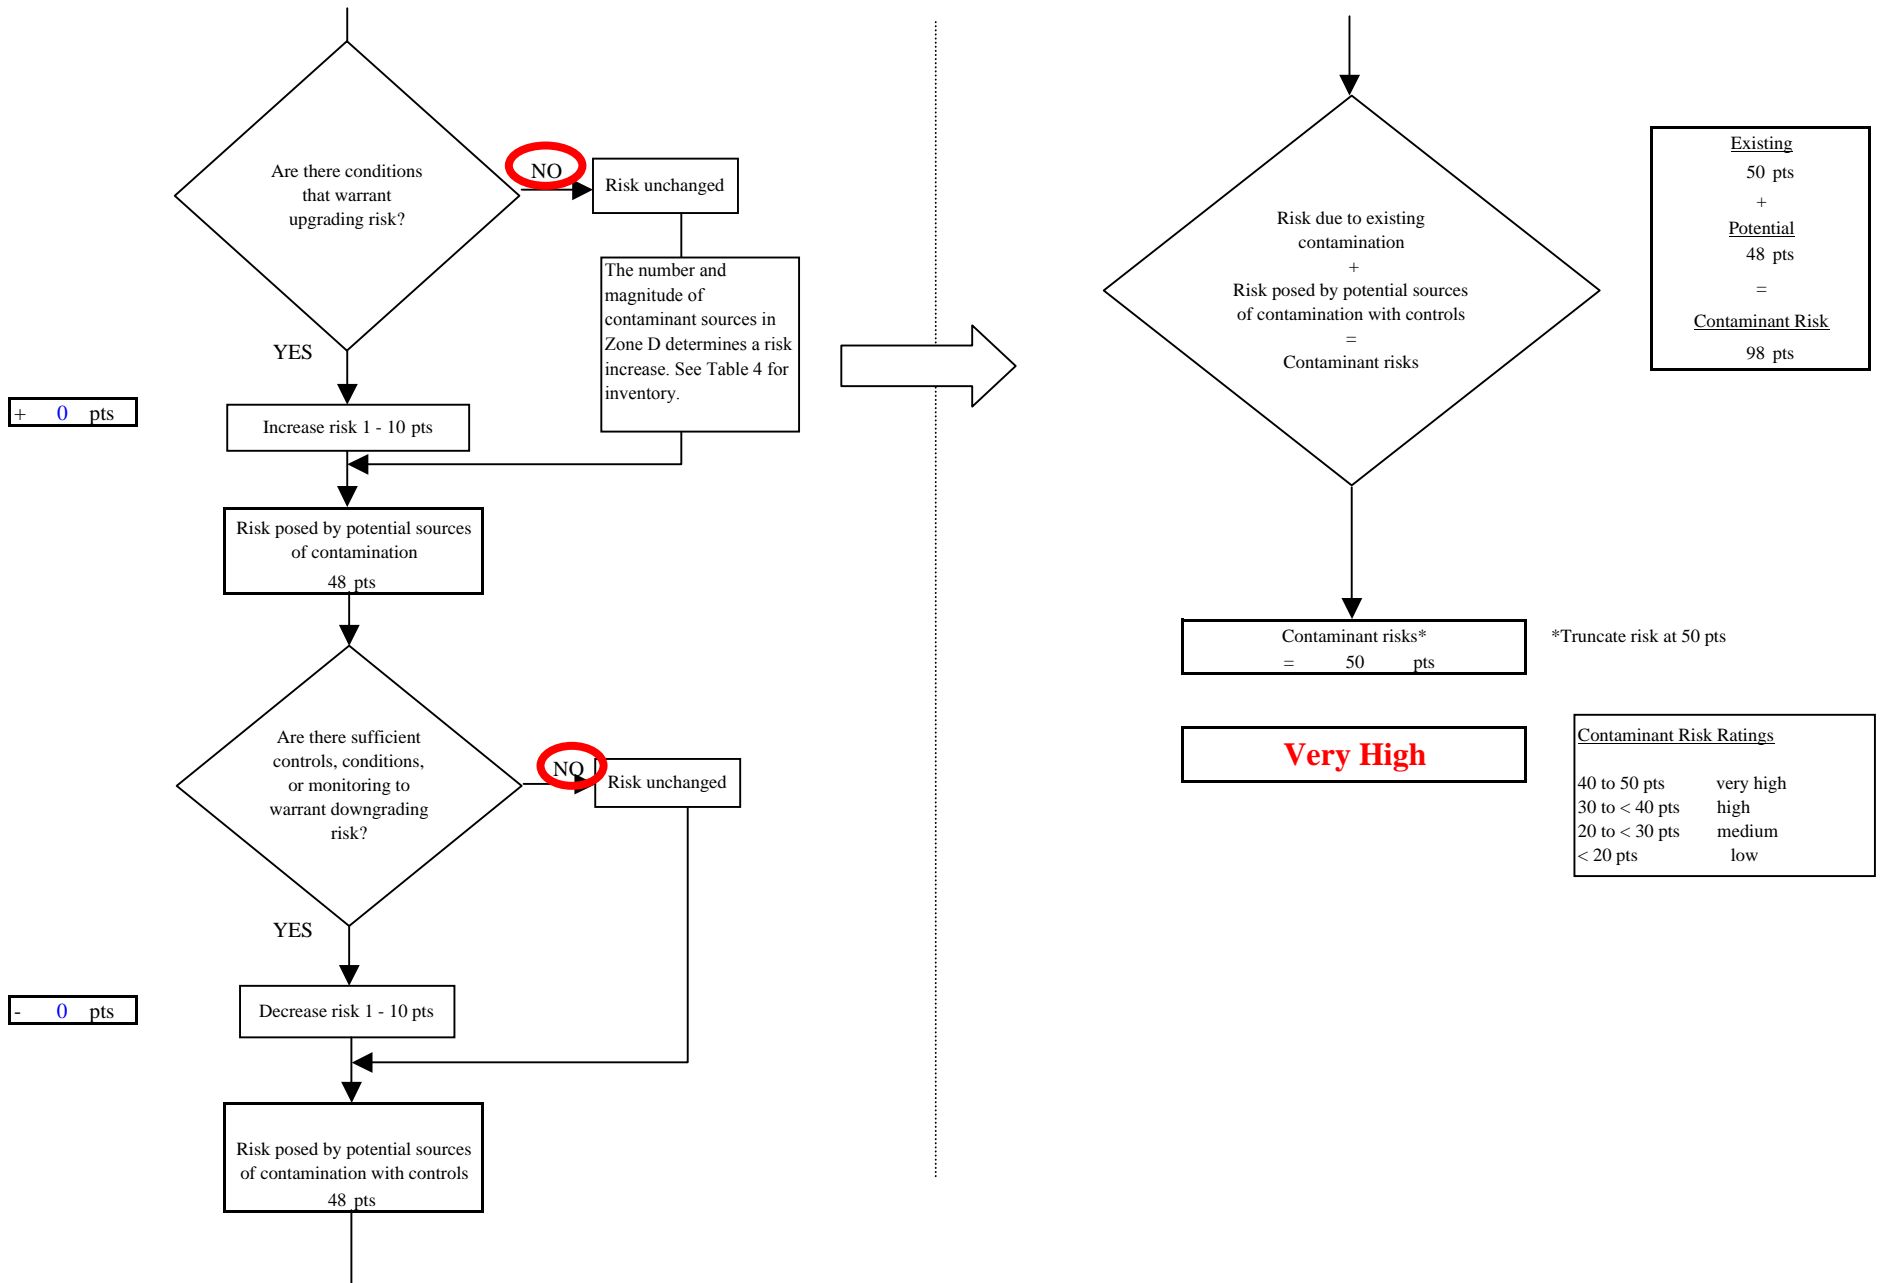 Are there conditions
that warrant
upgrading risk?
NO
Risk unchanged
The number and
magnitude of
contaminant sources in
Zone D determines a risk
increase. See Table 4 for
inventory.
YES
+ 0 pts
Increase risk 1 - 10 pts
Risk posed by potential sources
of contamination
48 pts
Are there sufficient
controls, conditions,
or monitoring to
warrant downgrading
risk?
NO
Risk unchanged
YES
- 0 pts
Decrease risk 1 - 10 pts
Risk posed by potential sources
of contamination with controls
48 pts
Risk due to existing
contamination
+
Risk posed by potential sources
of contamination with controls
=
Contaminant risks
Existing
50 pts
+
Potential
48 pts
=
Contaminant Risk
98 pts
Contaminant risks*
= 50 pts
*Truncate risk at 50 pts
Very High
Contaminant Risk Ratings
40 to 50 pts very high
30 to < 40 pts high
20 to < 30 pts medium
< 20 pts low